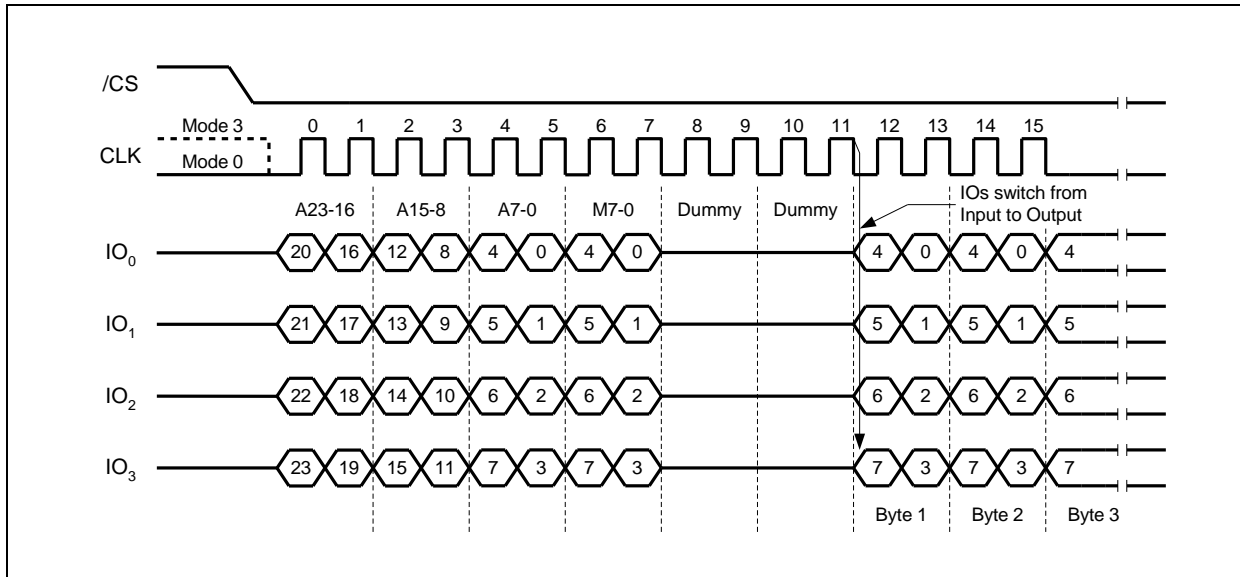 /CS
Mode 3 0 1 2 3 4 5 6 7 8 9 10 11 12 13 14 15
CLK
Mode 0
IOs switch from
Input to Output
A23-16 A15-8 A7-0 M7-0 Dummy Dummy
IO0 20 16 12 8 4 0 4 0 4 0 4 0 4
IO1 21 17 13 9 5 1 5 1 5 1 5 1 5
IO2 22 18 14 10 6 2 6 2 6 2 6 2 6
IO3 23 19 15 11 7 3 7 3 7 3 7 3 7
Byte 1 Byte 2 Byte 3